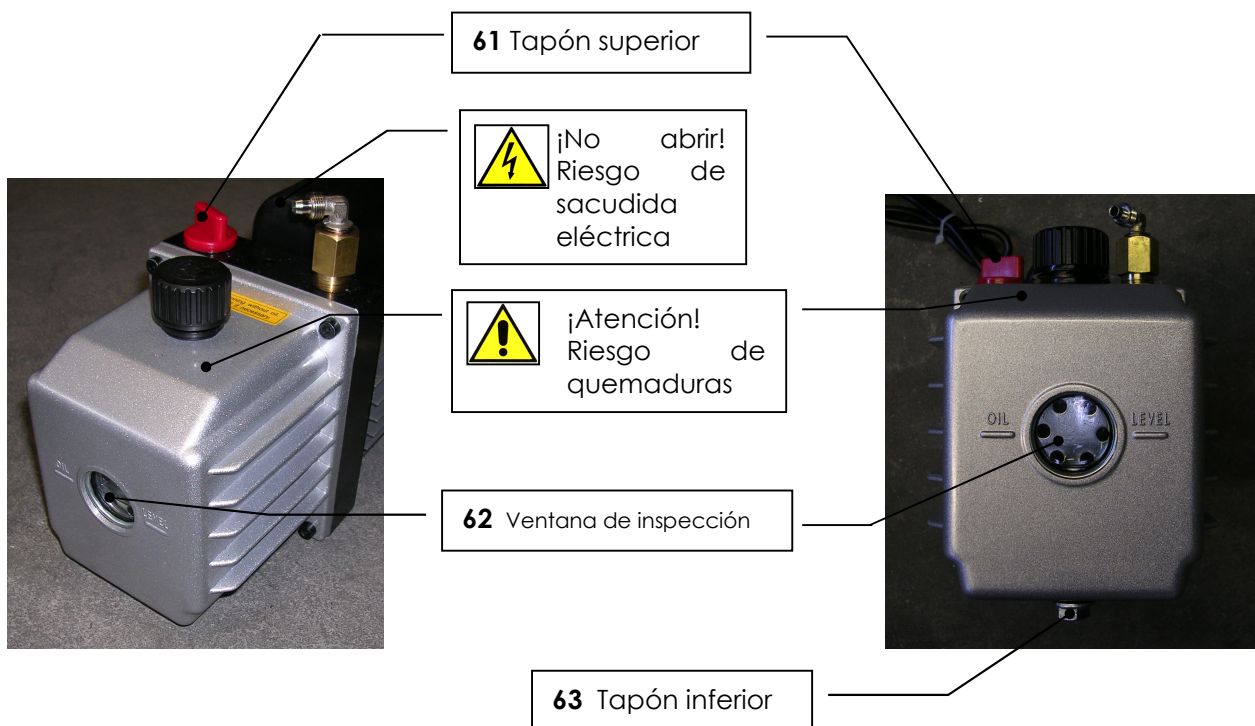 61 Tapón superior
¡No abrir!
Riesgo de
sacudida
eléctrica
¡Atención!
Riesgo de
quemaduras
OIL LEVEL
OIL LEVEL
62 Ventana de inspección
63 Tapón inferior